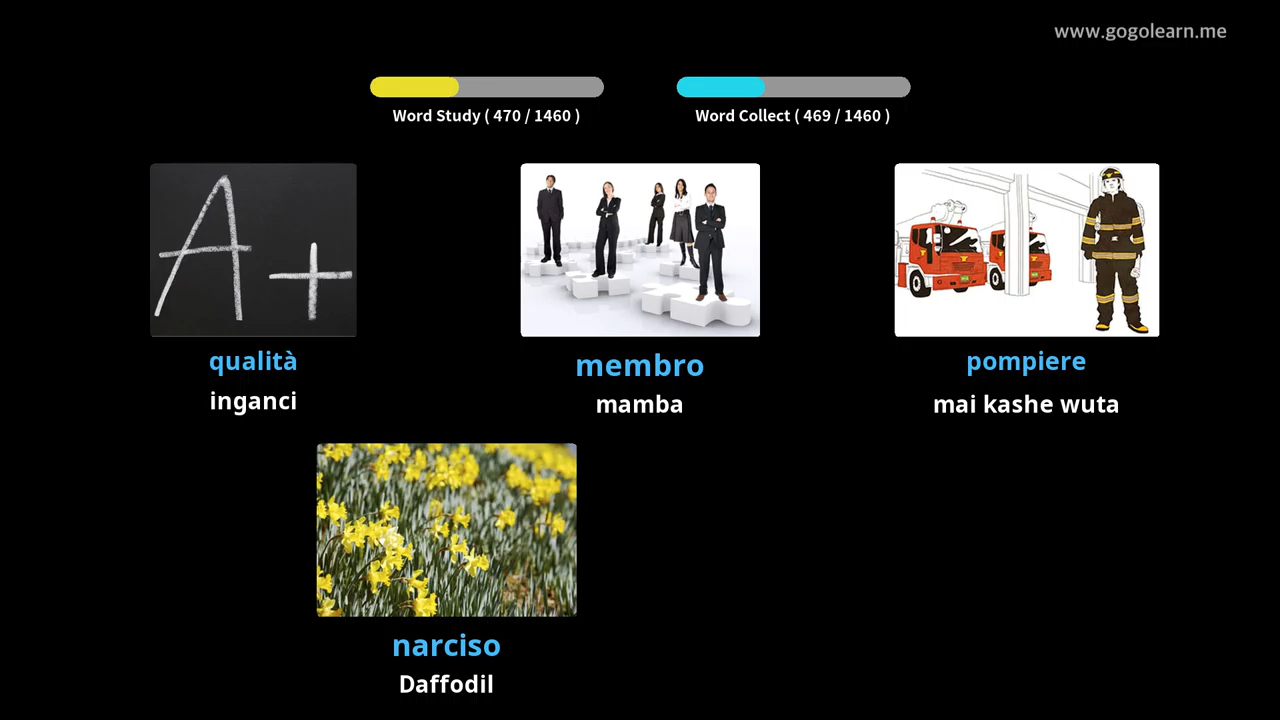 www.gogolearn.me
Word Study ( 470 / 1460 )
Word Collect ( 469 / 1460 )
A+
qualità
membro
pompiere
inganci
mamba
mai kashe wuta
narciso
Daffodil